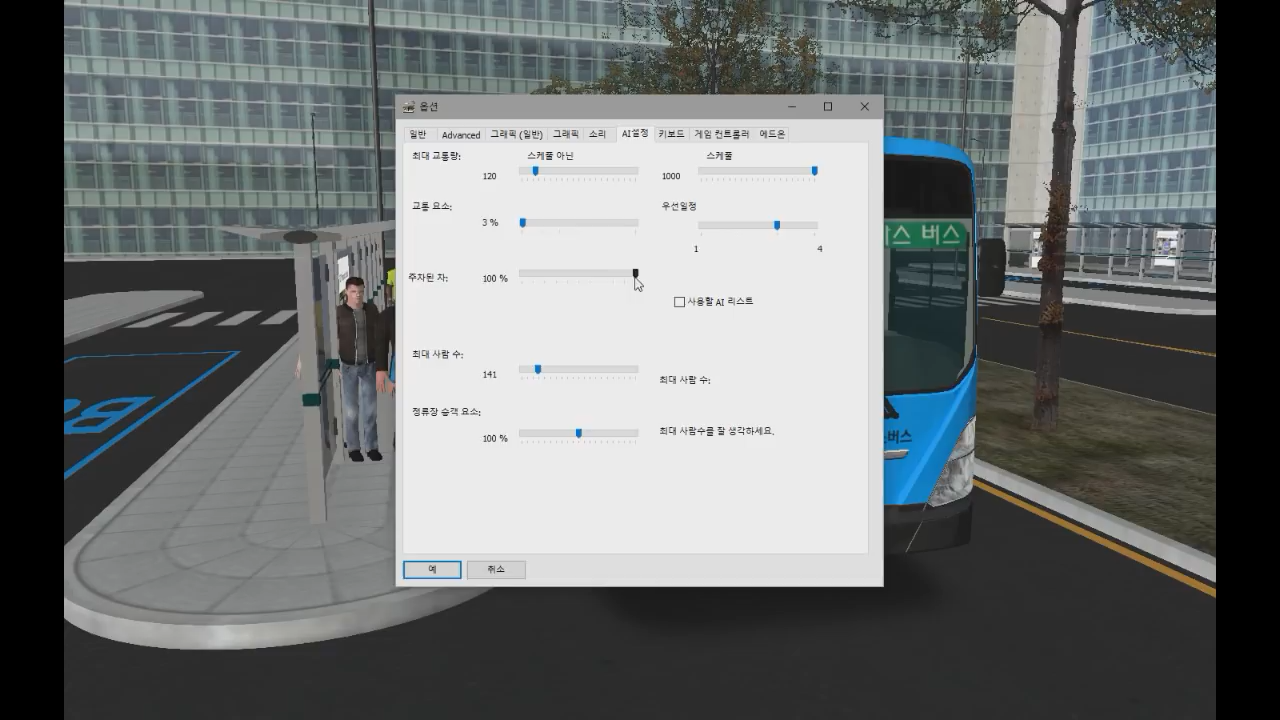 옵션
일반 Advanced 그래픽 (일반) 그래픽 소리 AI설정 키보드 게임 컨트롤러 에드온
최대 교통량: 스케쥴 아닌 스케쥴
120 1000
교통 요소: 우선일정
3 %
1 4
주차된 차: 100 %
사용할 AI 리스트
최대 사람 수:
141 최대 사람 수:
정류장 승객 요소:
100 % 최대 사람수를 잘 생각하세요.
예 취소
스 버스
버스